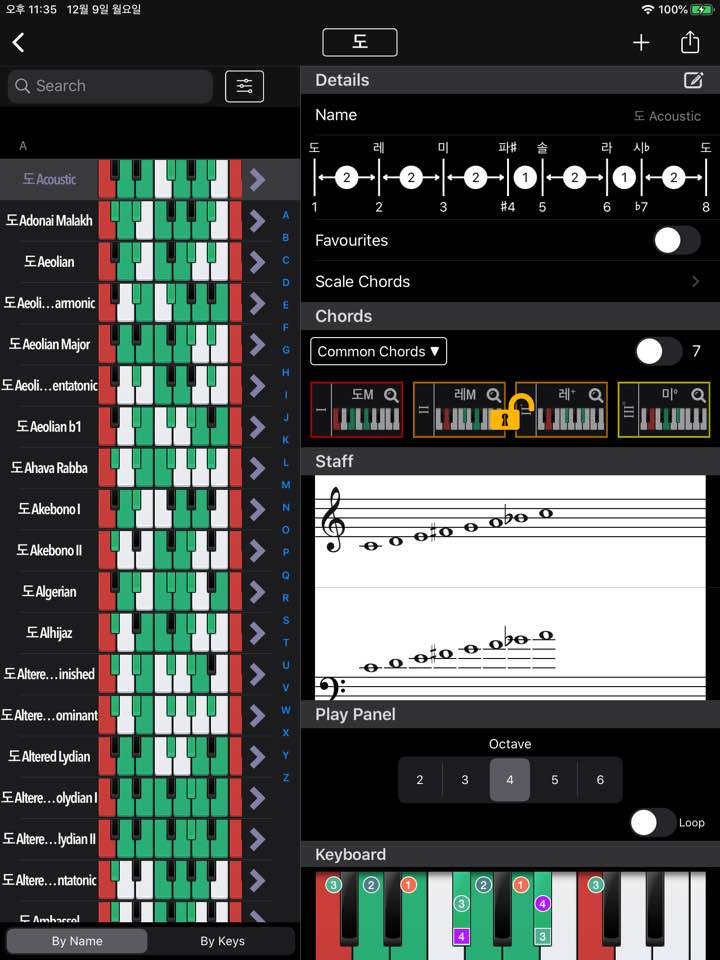 오후 11:35 12월 9일 월요일
100%
도
Search
A
도 Acoustic
도 Adonai Malakh
도 Aeolian
도 Aeoli…armonic
도 Aeolian Major
도 Aeoli…entatonic
도 Aeolian b1
도 Ahava Rabba
도 Akebono I
도 Akebono II
도 Algerian
도 Alhijaz
도 Altere…inished
도 Altere…ominant
도 Altered Lydian
도 Altere…olydian I
도 Altere…lydian II
도 Altere…ntatonic
도 Ambassel
A
B
C
D
E
F
G
H
I
J
K
L
M
N
O
P
Q
R
S
T
U
V
W
X
Y
Z
By Name
By Keys
Details
Name
도 Acoustic
도 레 미 파# 솔 라 시♭ 도
2 2 2 1 2 1 2
1 2 3 #4 5 6 ♭7 8
Favourites
Scale Chords
Chords
Common Chords ▼
7
I 도M
II 레M
레⁺
III° 미°
Staff
Play Panel
Octave
2 3 4 5 6
Loop
Keyboard
3 2 1 2 1 3
3 4
4 3